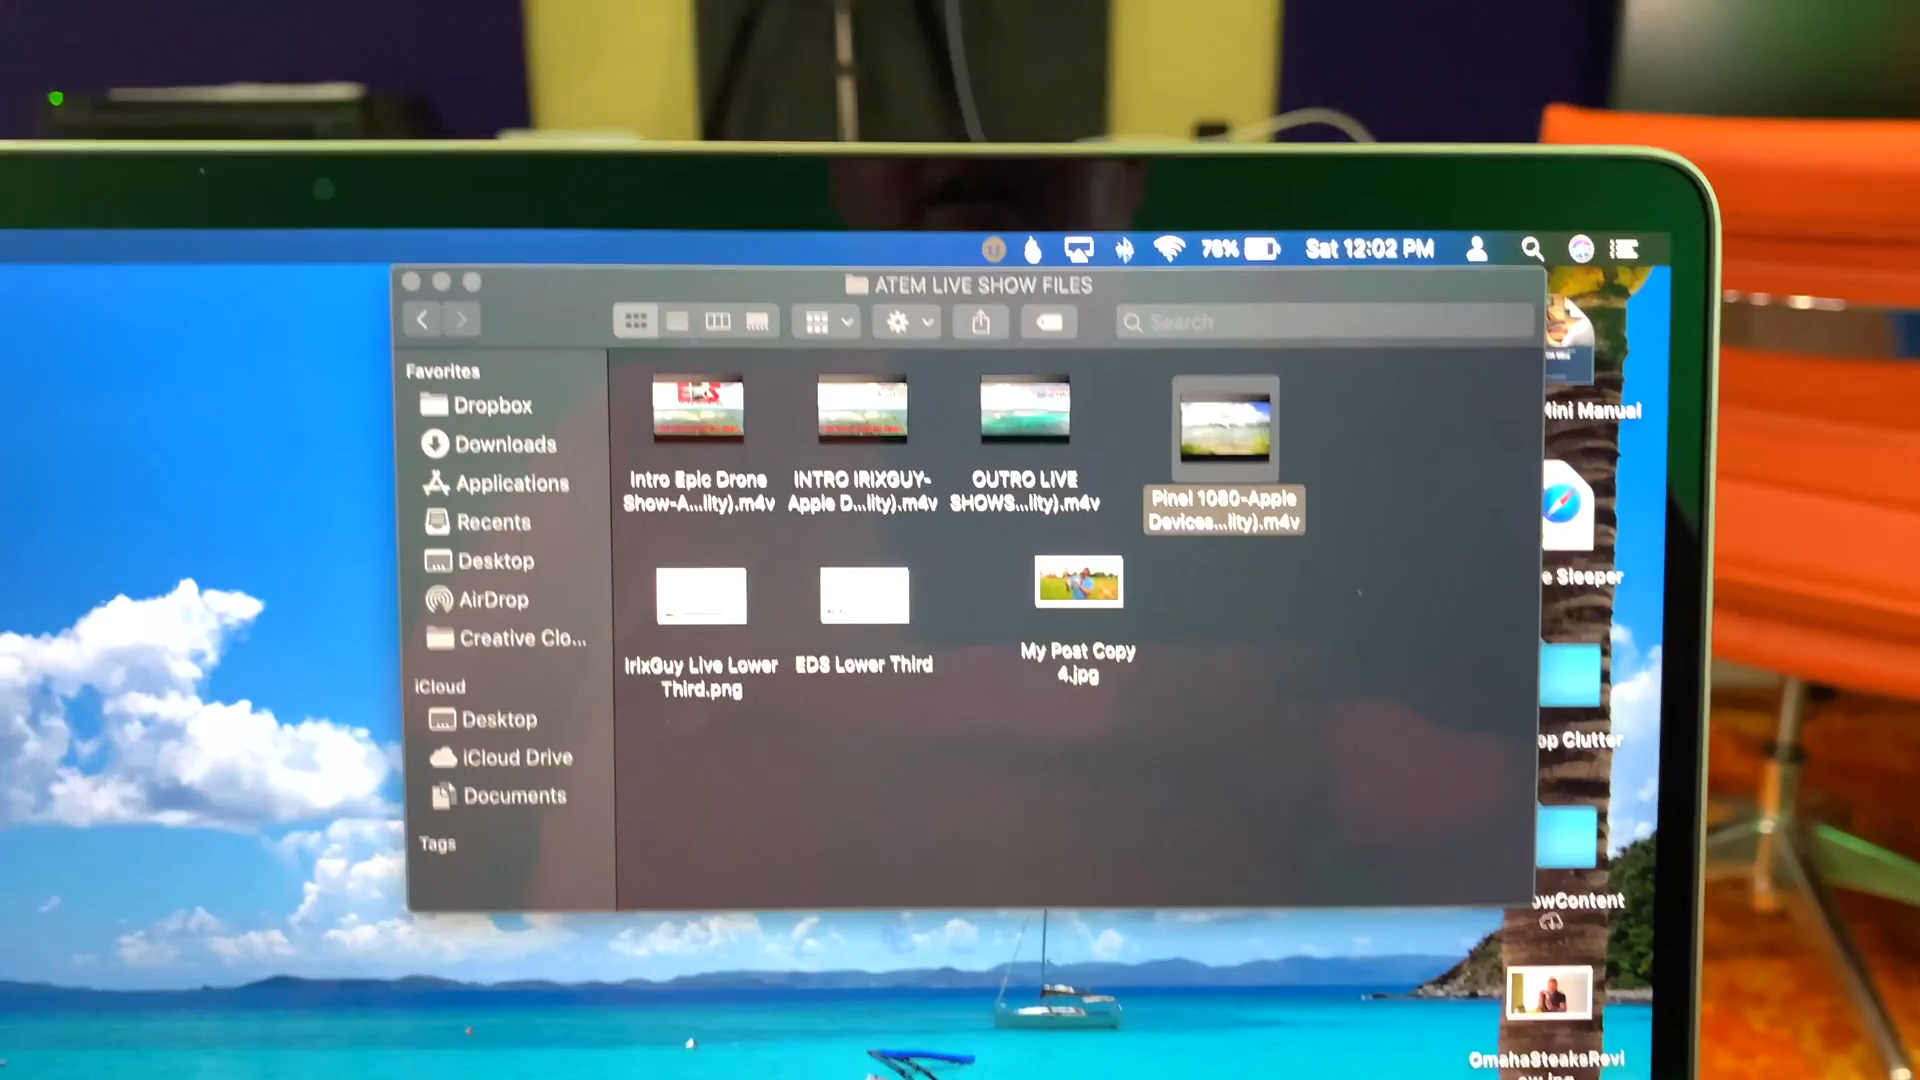 78%
Sat 12:02 PM
ATEM LIVE SHOW FILES
Search
Favorites
Dropbox
Downloads
Applications
Recents
Desktop
AirDrop
Creative Clo...
iCloud
Desktop
iCloud Drive
Documents
Tags
Intro Epic Drone
Show-A...lity).m4v
INTRO IRIXGUY-
Apple D...lity).m4v
OUTRO LIVE
SHOWS...lity).m4v
Pinel 1080-Apple
Devices...lity).m4v
IrixGuy Live Lower
Third.png
EDS Lower Third
My Post Copy
4.jpg
Mini Manual
e Sleeper
op Clutter
owContent
OmahaSteaksRevi
ew.jpg